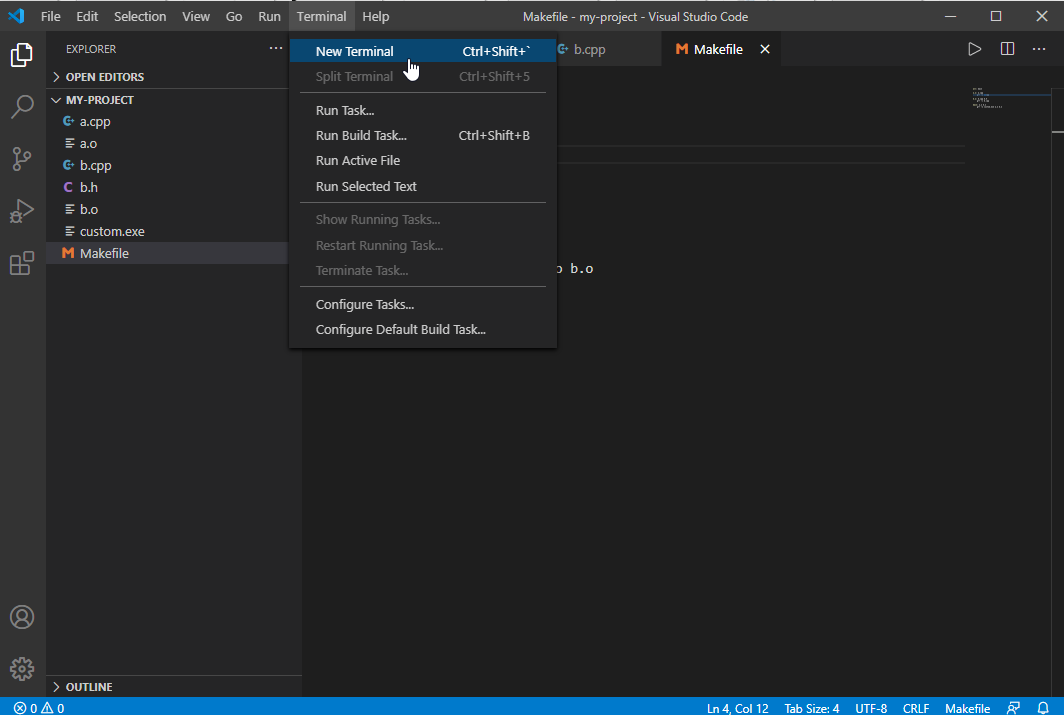 File Edit Selection View Go Run Terminal Help Makefile - my-project - Visual Studio Code
EXPLORER
OPEN EDITORS
MY-PROJECT
a.cpp
a.o
b.cpp
b.h
b.o
custom.exe
Makefile
OUTLINE
New Terminal Ctrl+Shift+`
Split Terminal Ctrl+Shift+5
Run Task...
Run Build Task... Ctrl+Shift+B
Run Active File
Run Selected Text
Show Running Tasks...
Restart Running Task...
Terminate Task...
Configure Tasks...
Configure Default Build Task...
b.cpp Makefile
b.o
0 0 Ln 4, Col 12 Tab Size: 4 UTF-8 CRLF Makefile